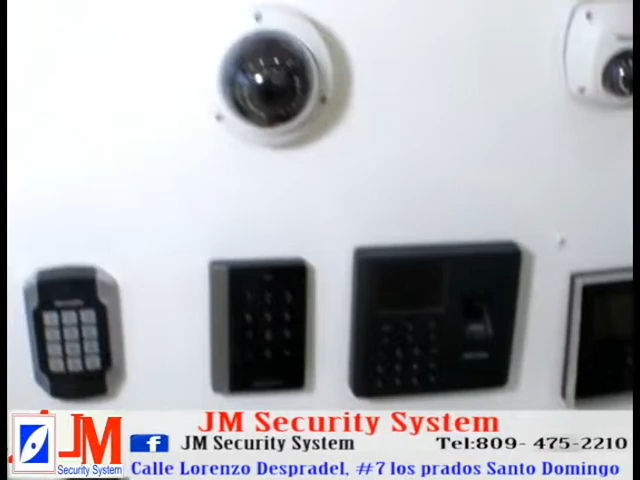 JM Security System
JM
Security System
f JM Security System
Tel:809- 475-2210
Calle Lorenzo Despradel, #7 los prados Santo Domingo